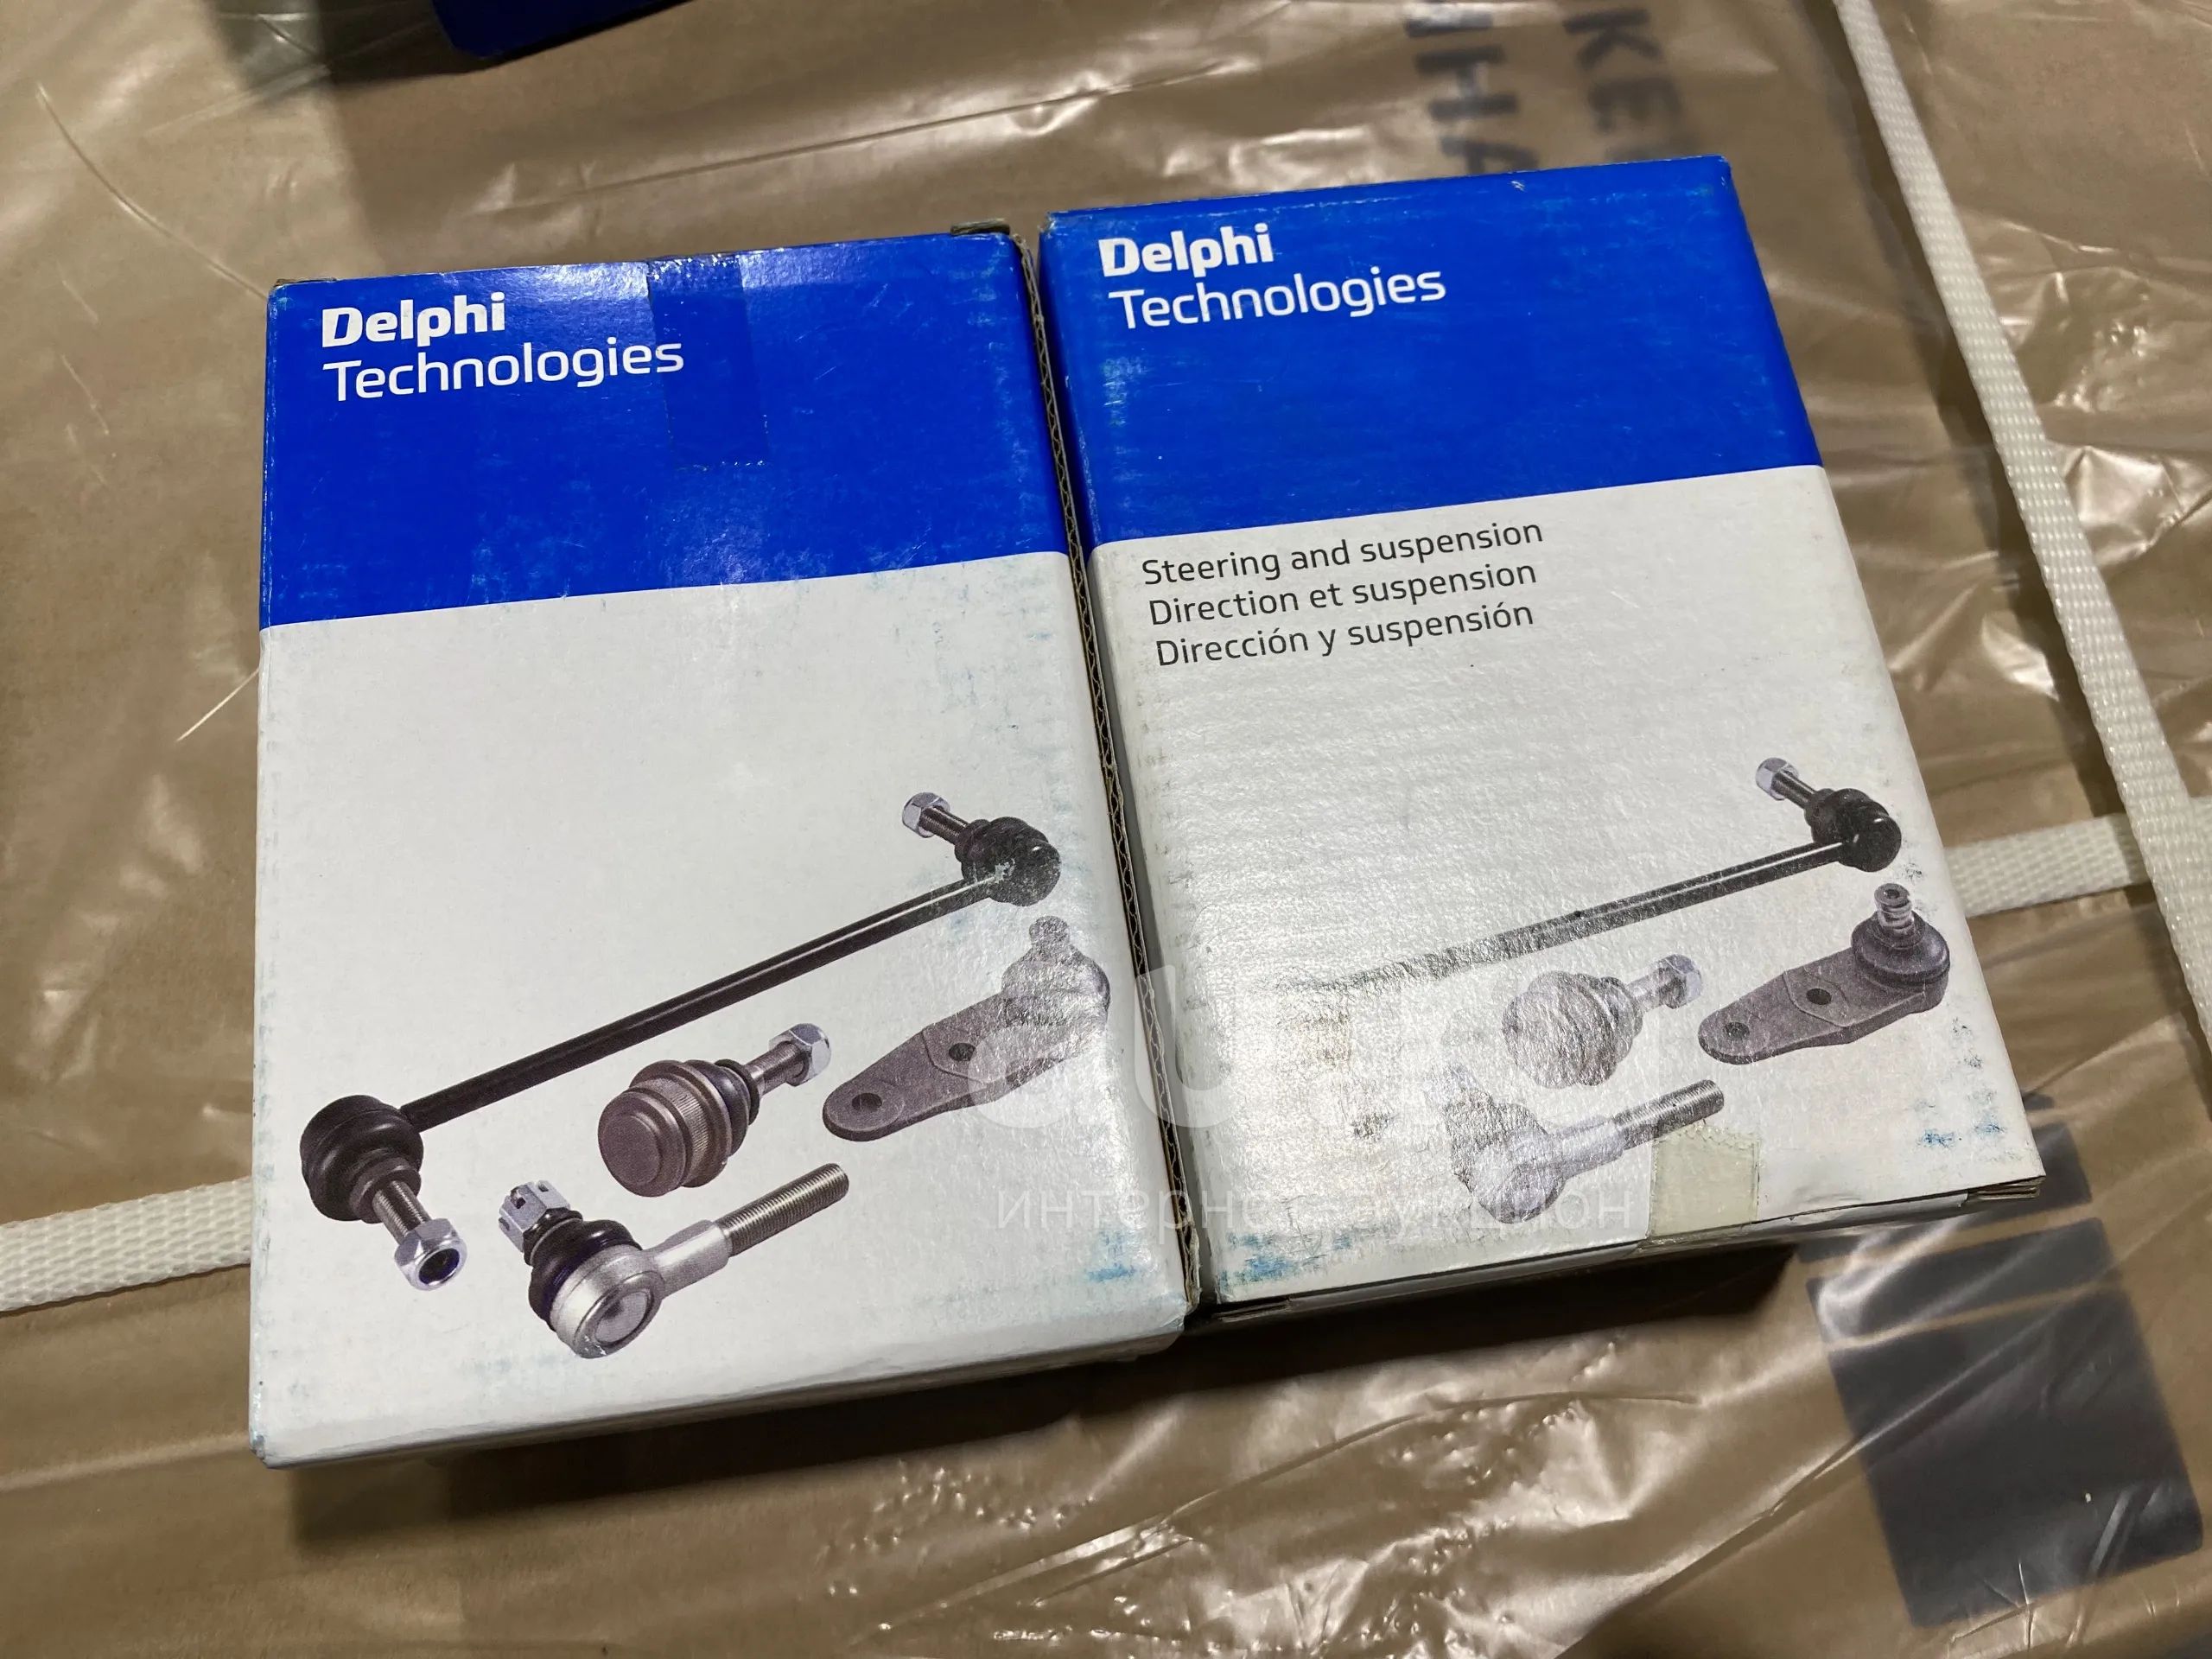 Delphi
Technologies
Delphi
Technologies
Steering and suspension
Direction et suspension
Dirección y suspensión